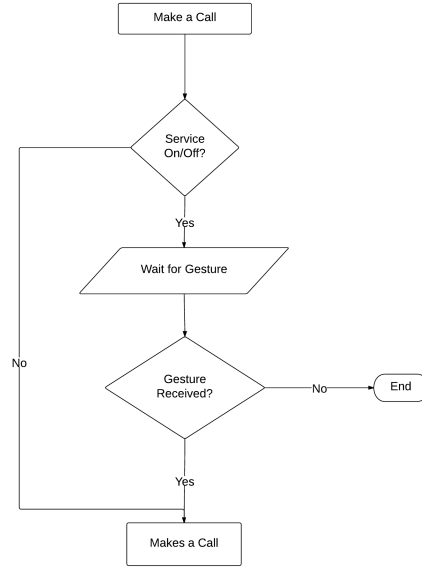 Make a Call
Service
On/Off?
Yes
Wait for Gesture
No
Gesture
Received?
No
End
Yes
Makes a Call